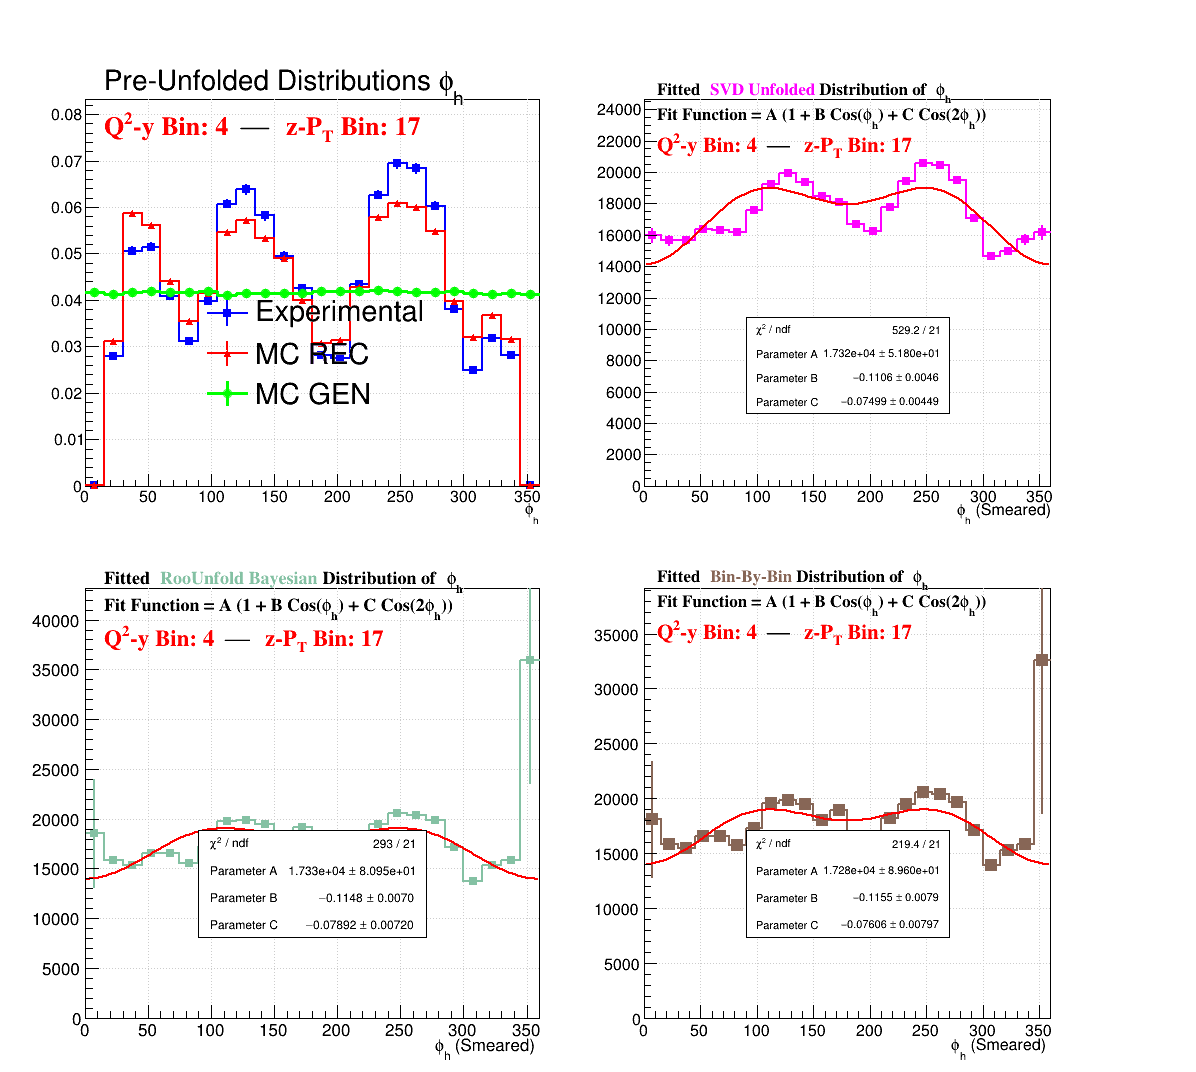 Pre-Unfolded Distributions ϕh
Q²-y Bin: 4 — z-PT Bin: 17
0.08
0.07
0.06
0.05
0.04
0.03
0.02
0.01
0
Experimental
MC REC
MC GEN
0 50 100 150 200 250 300 350
ϕh
Fitted SVD Unfolded Distribution of ϕh
Fit Function = A (1 + B Cos(ϕh) + C Cos(2ϕh))
Q²-y Bin: 4 — z-PT Bin: 17
24000
22000
20000
18000
16000
14000
12000
10000
8000
6000
4000
2000
0
χ² / ndf 529.2 / 21
Parameter A 1.732e+04 ± 5.180e+01
Parameter B −0.1106 ± 0.0046
Parameter C −0.07499 ± 0.00449
0 50 100 150 200 250 300 350
ϕh (Smeared)
Fitted RooUnfold Bayesian Distribution of ϕh
Fit Function = A (1 + B Cos(ϕh) + C Cos(2ϕh))
Q²-y Bin: 4 — z-PT Bin: 17
40000
35000
30000
25000
20000
15000
10000
5000
0
χ² / ndf 293 / 21
Parameter A 1.733e+04 ± 8.095e+01
Parameter B −0.1148 ± 0.0070
Parameter C −0.07892 ± 0.00720
0 50 100 150 200 250 300 350
ϕh (Smeared)
Fitted Bin-By-Bin Distribution of ϕh
Fit Function = A (1 + B Cos(ϕh) + C Cos(2ϕh))
Q²-y Bin: 4 — z-PT Bin: 17
35000
30000
25000
20000
15000
10000
5000
0
χ² / ndf 219.4 / 21
Parameter A 1.728e+04 ± 8.960e+01
Parameter B −0.1155 ± 0.0079
Parameter C −0.07606 ± 0.00797
0 50 100 150 200 250 300 350
ϕh (Smeared)